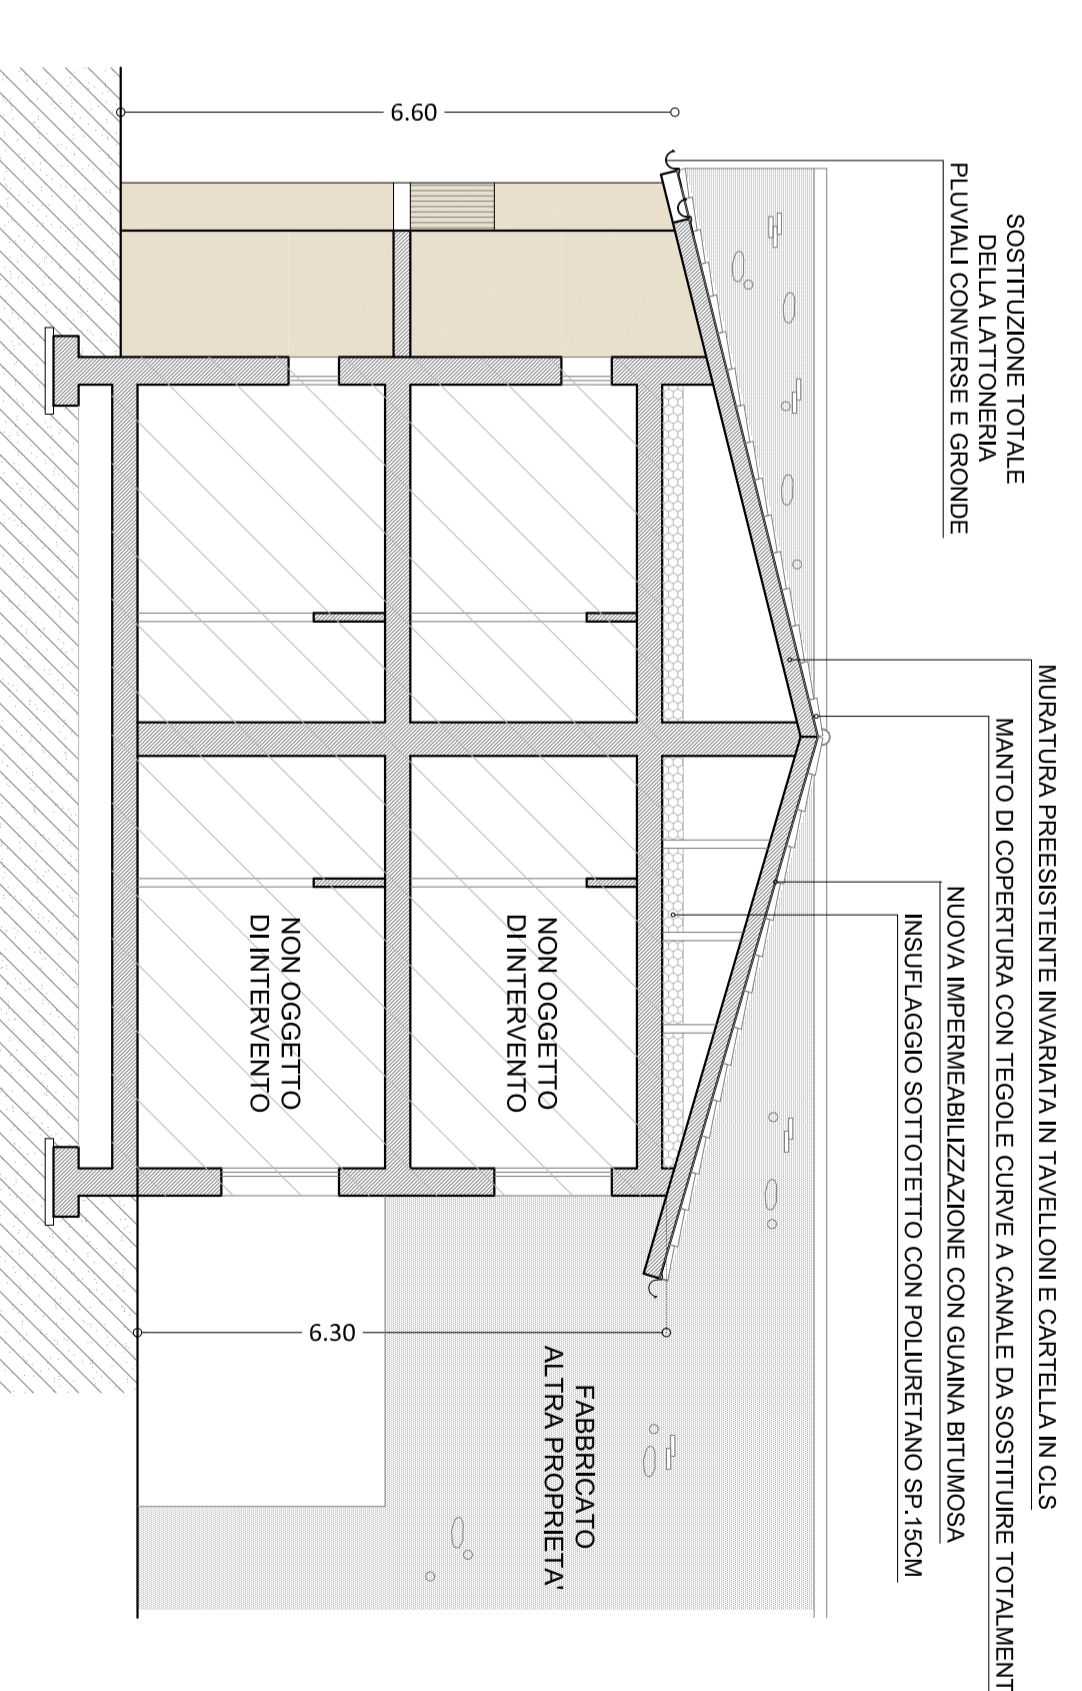 SOSTITUZIONE TOTALE
DELLA LATTONERIA
PLUVIALI CONVERSE E GRONDE
MURATURA PREESISTENTE INVARIATA IN TAVELLONI E CARTELLA IN CLS
MANTO DI COPERTURA CON TEGOLE CURVE A CANALE DA SOSTITUIRE TOTALMENT
NUOVA IMPERMEABILIZZAZIONE CON GUAINA BITUMOSA
INSUFLAGGIO SOTTOTETTO CON POLIURETANO SP.15CM
6.60
NON OGGETTO
DI INTERVENTO
NON OGGETTO
DI INTERVENTO
6.30
FABBRICATO
ALTRA PROPRIETA'